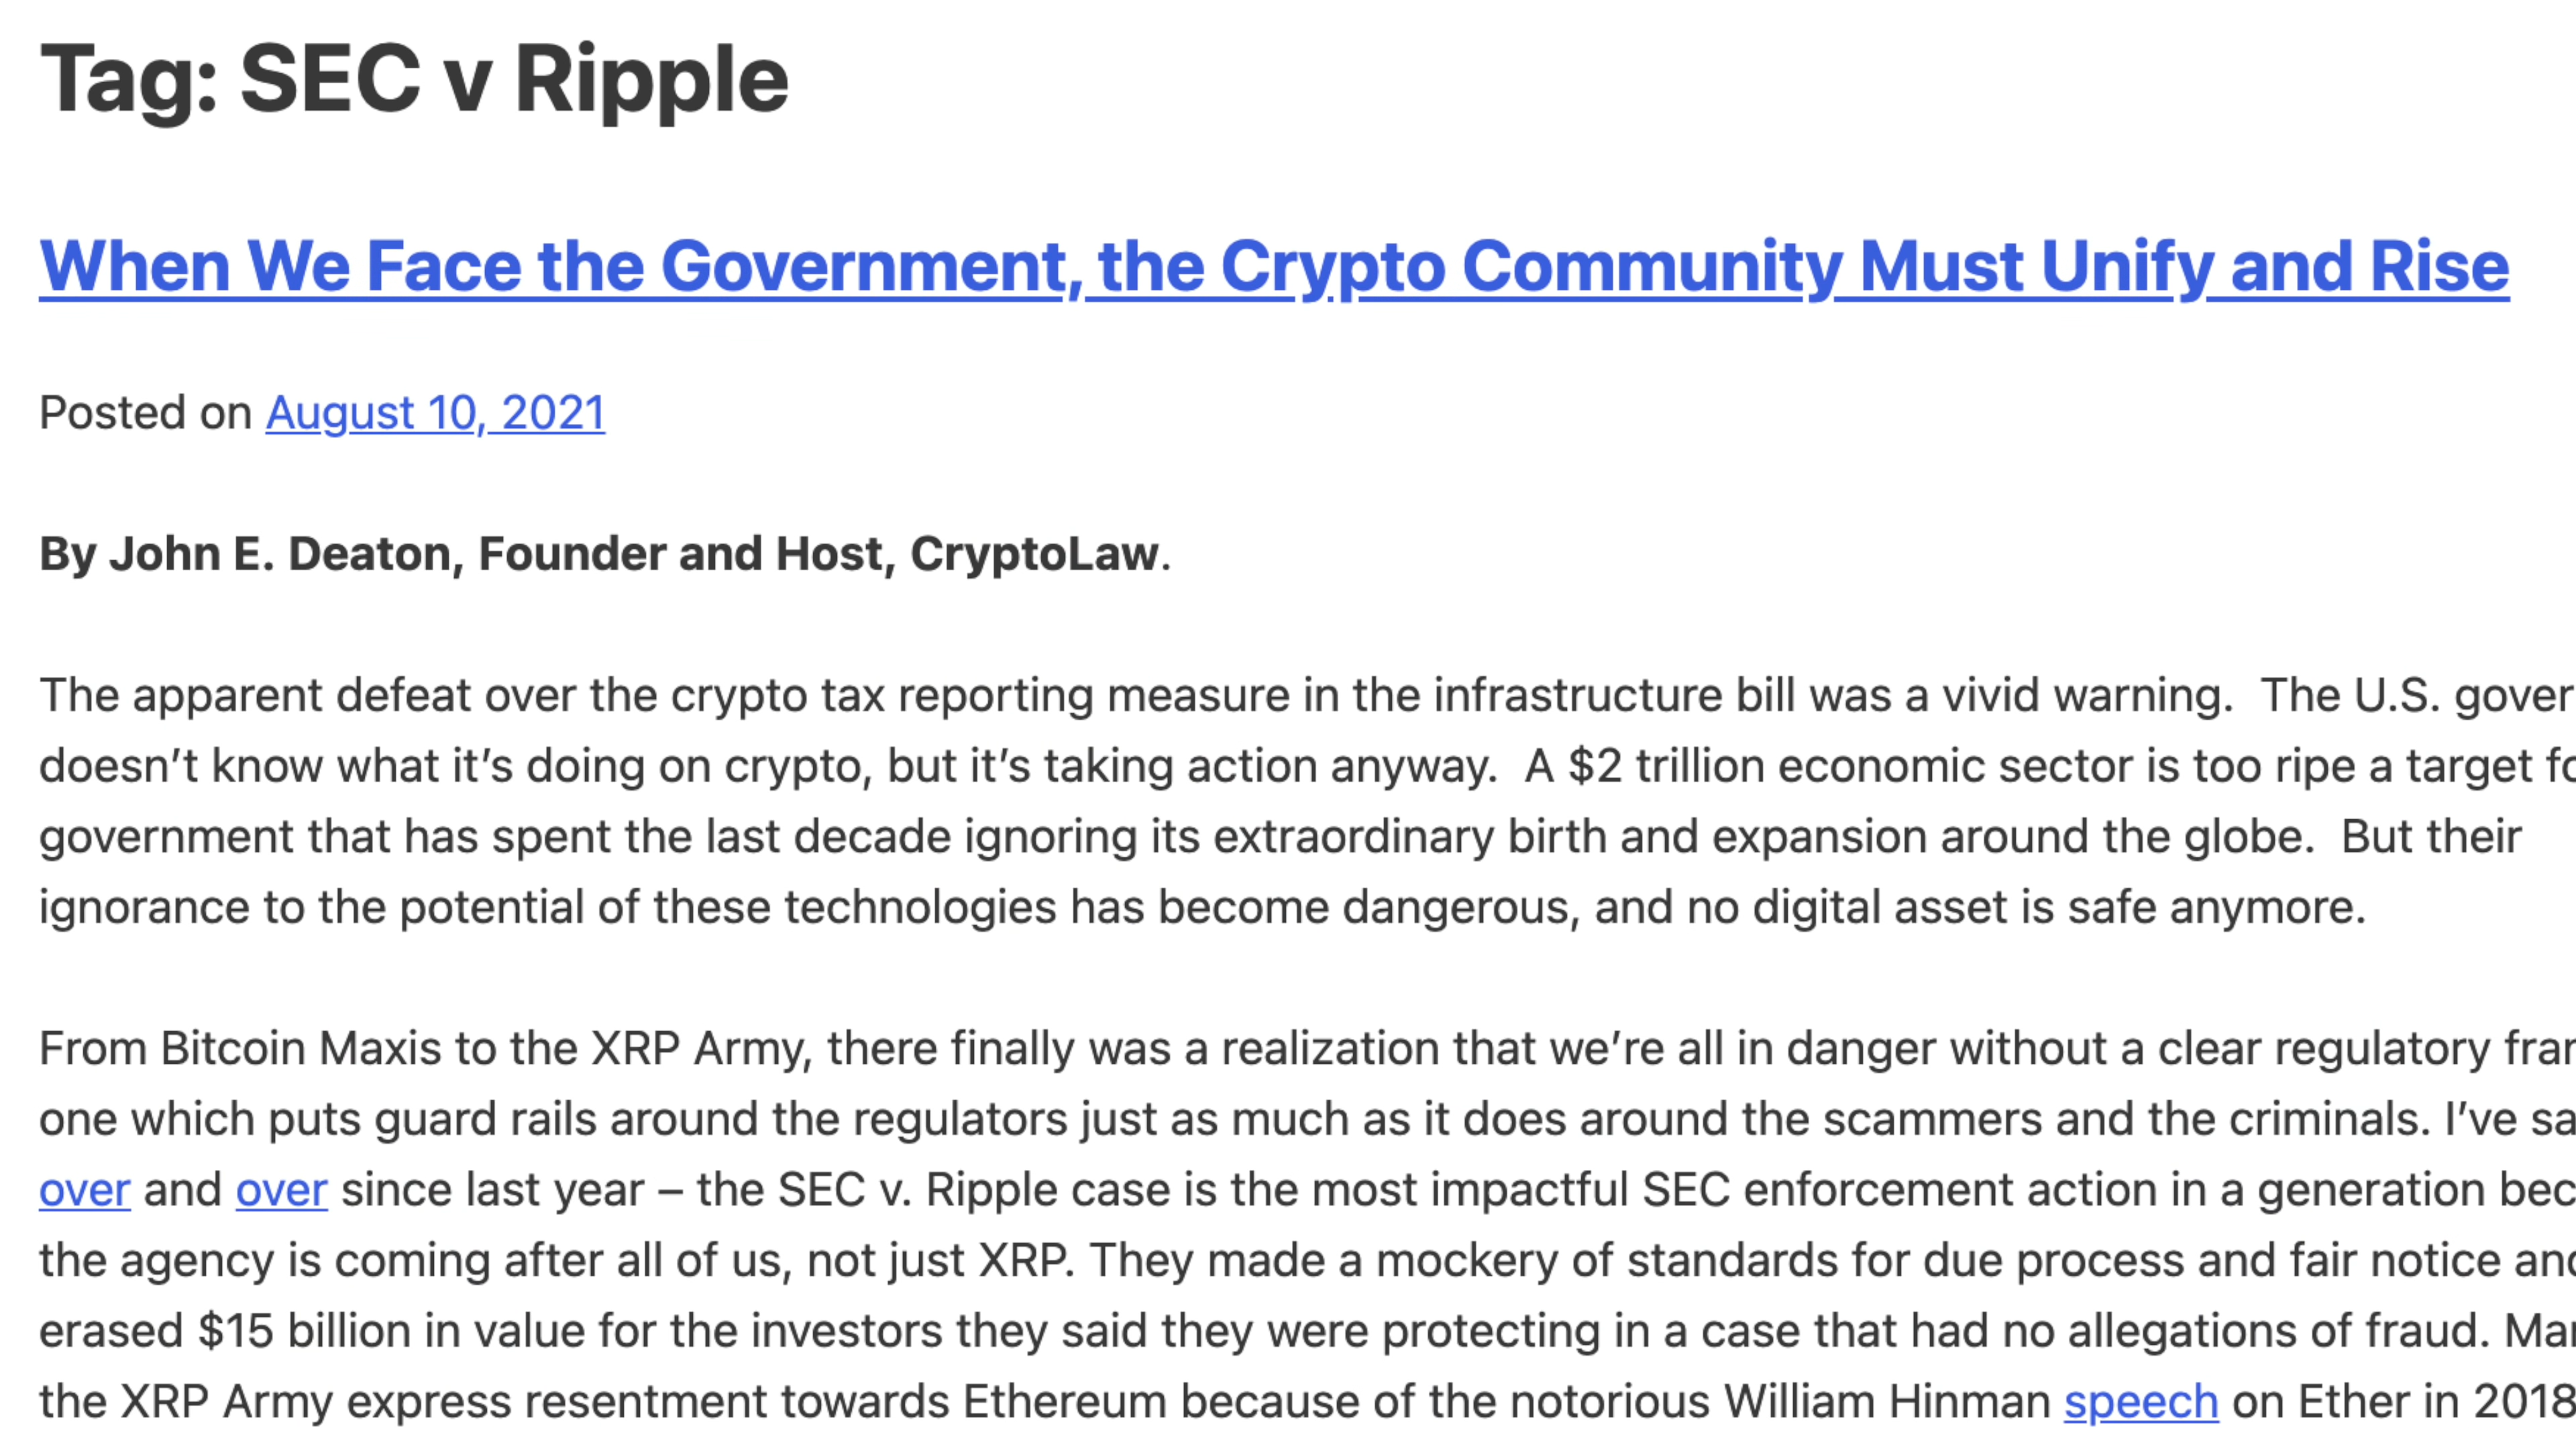 Tag: SEC v Ripple
When We Face the Government, the Crypto Community Must Unify and Rise
Posted on August 10, 2021
By John E. Deaton, Founder and Host, CryptoLaw.
The apparent defeat over the crypto tax reporting measure in the infrastructure bill was a vivid warning.  The U.S. gover
doesn’t know what it’s doing on crypto, but it’s taking action anyway.  A $2 trillion economic sector is too ripe a target fo
government that has spent the last decade ignoring its extraordinary birth and expansion around the globe.  But their
ignorance to the potential of these technologies has become dangerous, and no digital asset is safe anymore.
From Bitcoin Maxis to the XRP Army, there finally was a realization that we’re all in danger without a clear regulatory fra
one which puts guard rails around the regulators just as much as it does around the scammers and the criminals. I’ve sa
over and over since last year – the SEC v. Ripple case is the most impactful SEC enforcement action in a generation bec
the agency is coming after all of us, not just XRP. They made a mockery of standards for due process and fair notice and
erased $15 billion in value for the investors they said they were protecting in a case that had no allegations of fraud. Man
the XRP Army express resentment towards Ethereum because of the notorious William Hinman speech on Ether in 2018